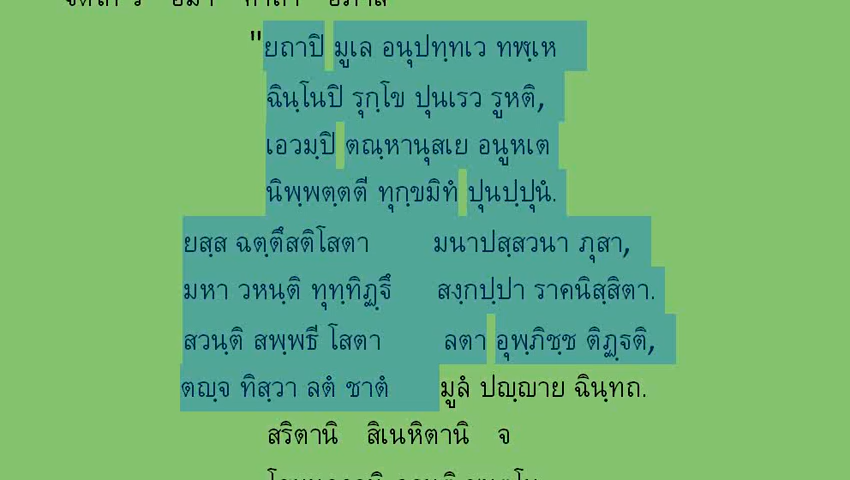 "ยถาปิ มูเล อนุปทฺทเว ทฬฺเห
ฉินฺโนปิ รุกฺโข ปุนเรว รูหติ,
เอวมฺปิ ตณฺหานุสเย อนูหเต
นิพฺพตฺตตี ทุกฺขมิทํ ปุนปฺปุนํ.
ยสฺส ฉตฺตึสติโสตา มนาปสฺสวนา ภุสา,
มหา วหนฺติ ทุทฺทิฏฺจึ สงฺกปฺปา ราคนิสฺสิตา.
สวนฺติ สพฺพธี โสตา ลตา อุพฺภิชฺช ติฏฺฐติ,
ตญฺจ ทิสฺวา ลตํ ชาตํ มูลํ ปญฺญาย ฉินฺทถ.
สริตานิ สิเนหิตานิ จ